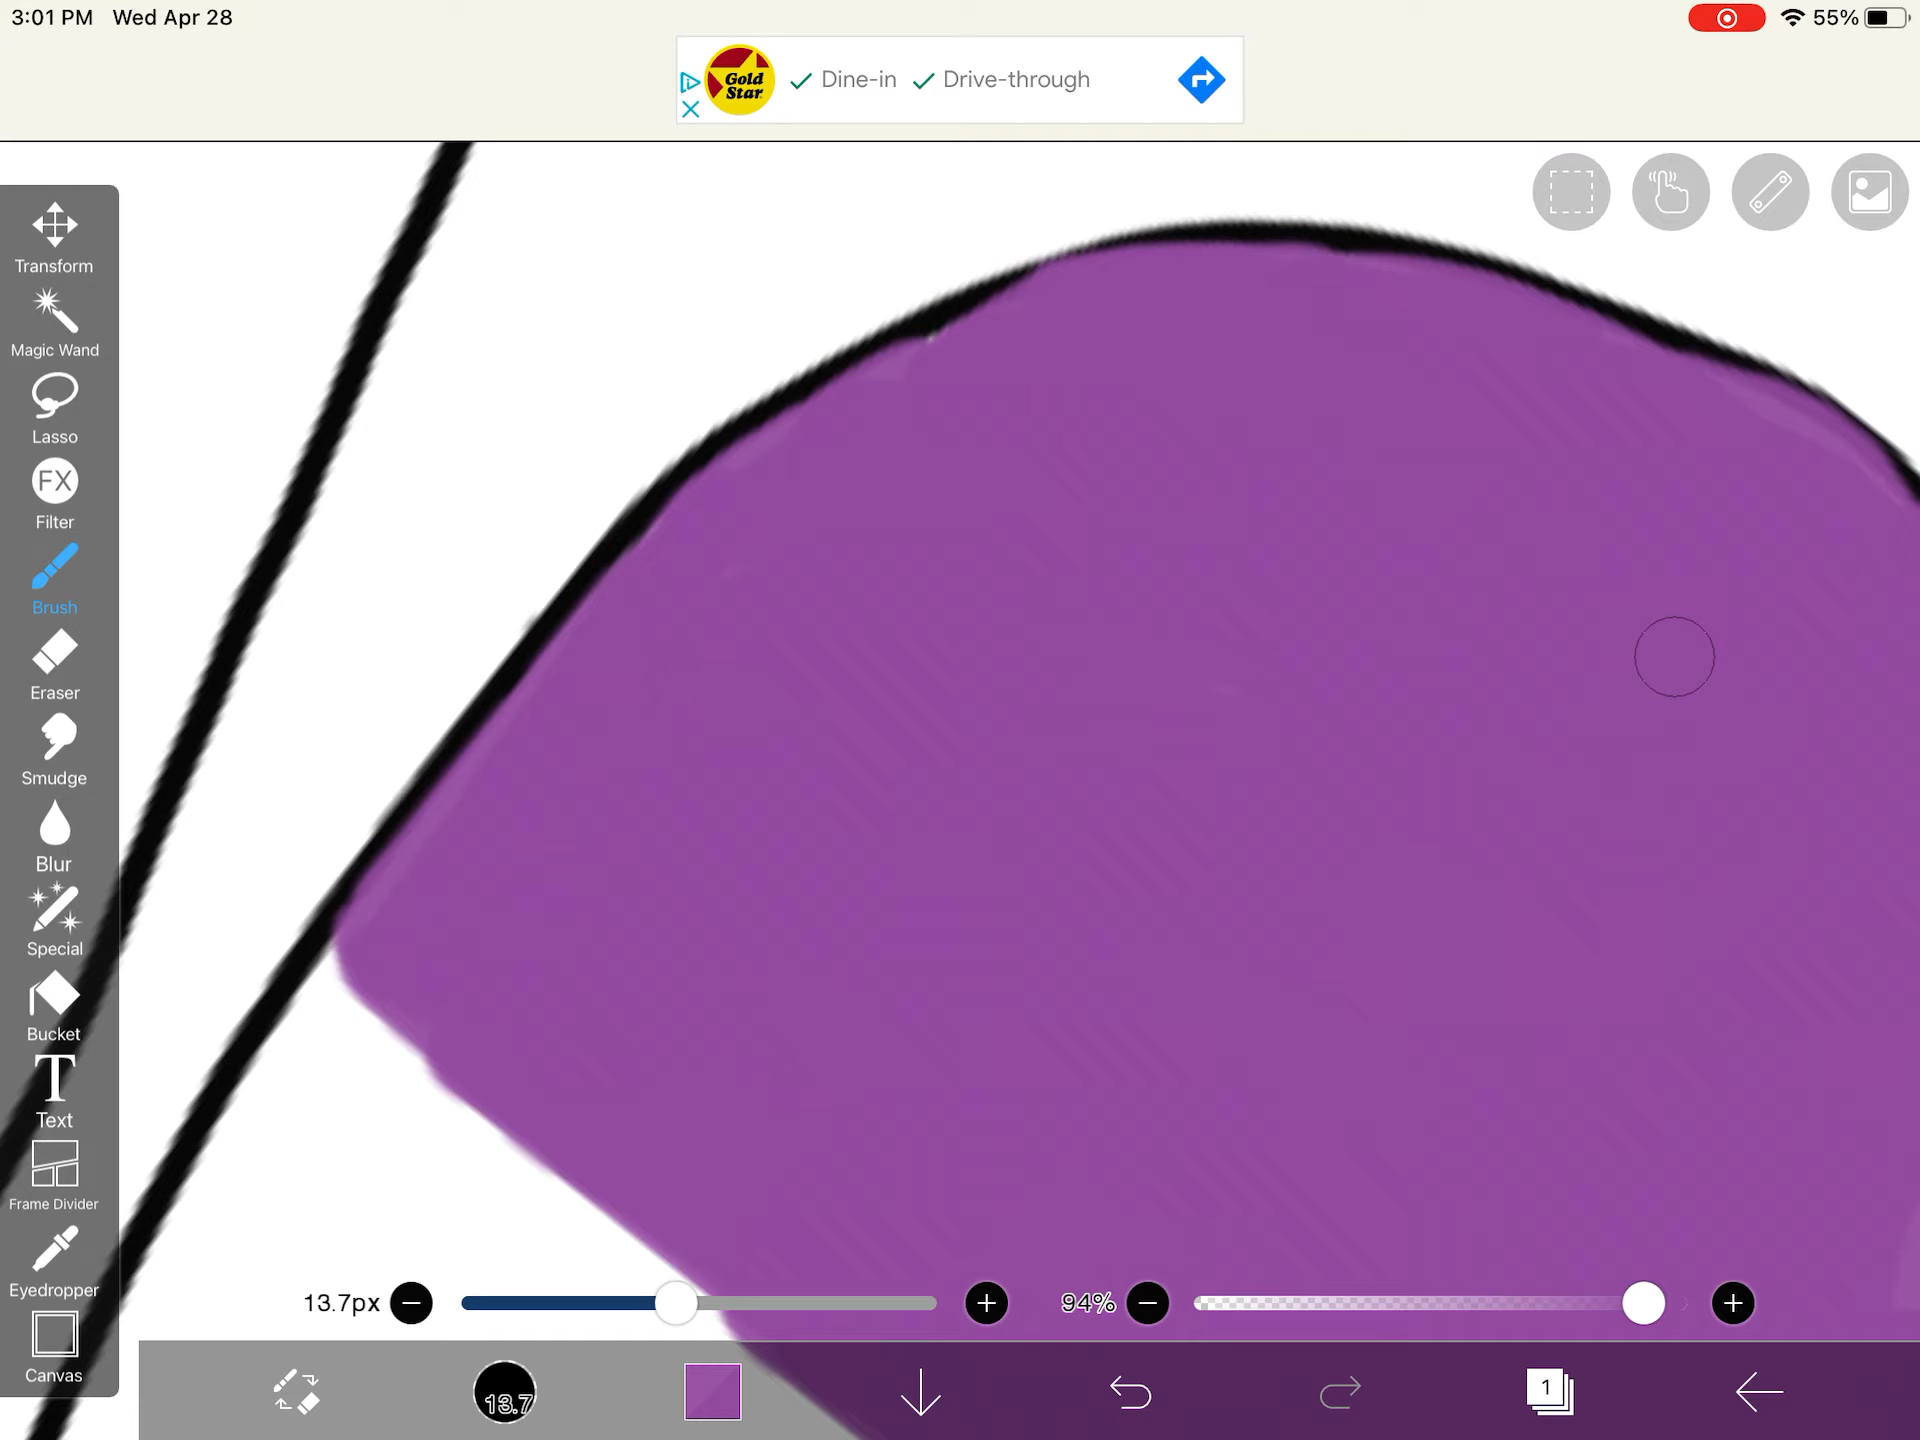 3:01 PM Wed Apr 28
55%
Gold
Star
Dine-in Drive-through
Transform
Magic Wand
Lasso
FX
Filter
Brush
Eraser
Smudge
Blur
Special
Bucket
T
Text
Frame Divider
Eyedropper
Canvas
13.7px
94%
13.7
1